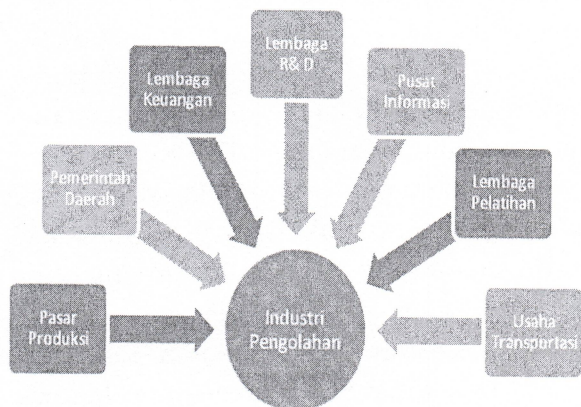 Lembaga
R& D
Lembaga
Keuangan
Pusat
Informasi
Pemerintah
Daerah
Lembaga
Pelatihan
Pasar
Produksi
Industri
Pengolahan
Usaha
Transportasi